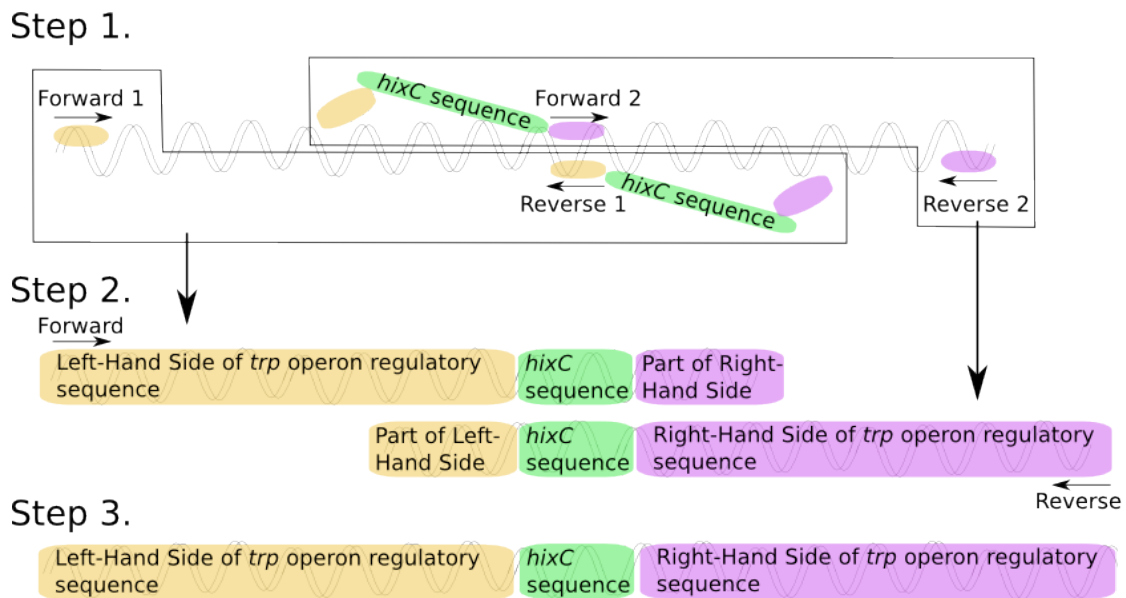 Step 1.
Forward 1
hixC sequence
Forward 2
Reverse 1
hixC sequence
Reverse 2
Step 2.
Forward
Left-Hand Side of trp operon regulatory
sequence
hixC
sequence
Part of Right-
Hand Side
Part of Left-
Hand Side
hixC
sequence
Right-Hand Side of trp operon regulatory
sequence
Reverse
Step 3.
Left-Hand Side of trp operon regulatory
sequence
hixC
sequence
Right-Hand Side of trp operon regulatory
sequence